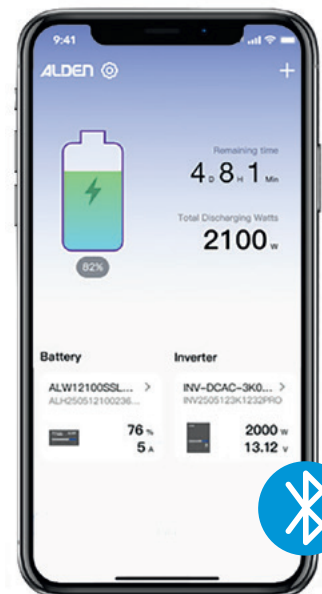 9:41
ALDEN
Remaining time
4 D 8 H 1 Min
Total Discharging Watts
2100 W
82%
Battery
Inverter
ALW12100SSL... >
ALH250512100236...
76 %
5 A
INV-DCAC-3K0... >
INV2505123K1232PRO
2000 W
13.12 V